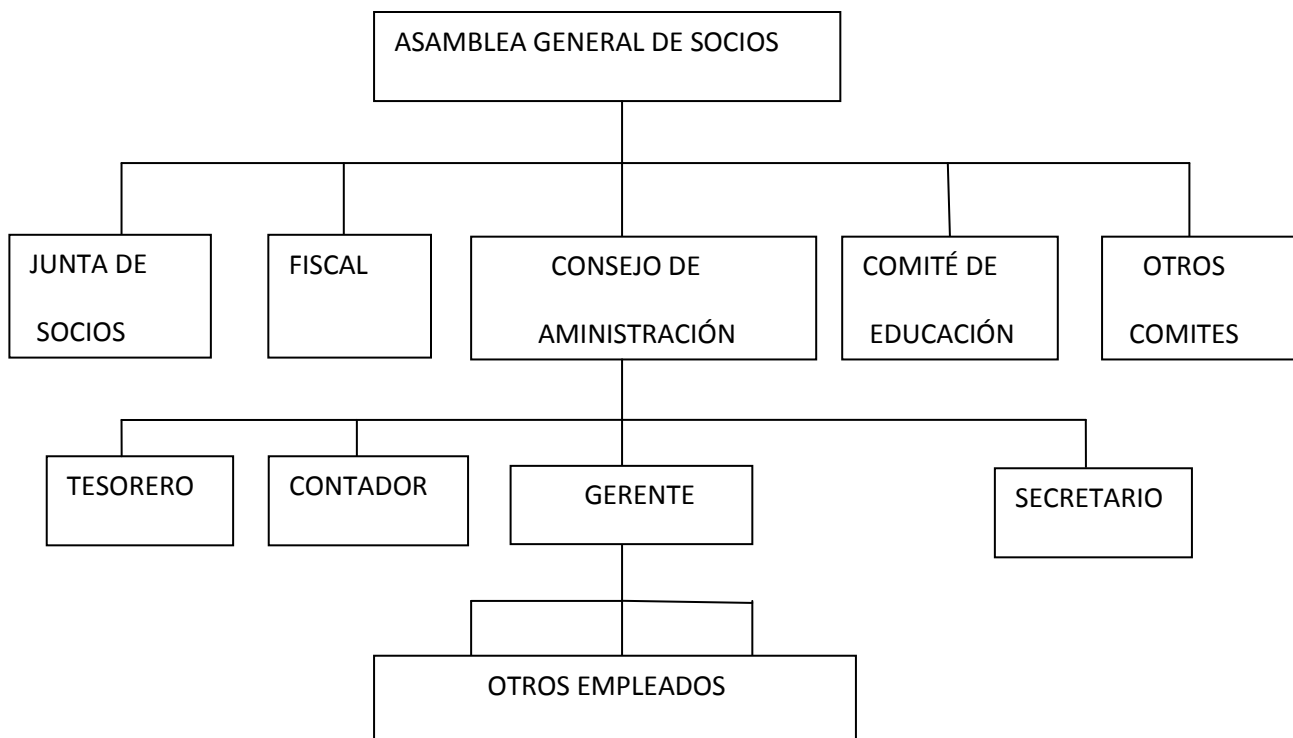 ASAMBLEA GENERAL DE SOCIOS
JUNTA DE
SOCIOS
FISCAL
CONSEJO DE
AMINISTRACIÓN
COMITÉ DE
EDUCACIÓN
OTROS
COMITES
TESORERO
CONTADOR
GERENTE
SECRETARIO
OTROS EMPLEADOS